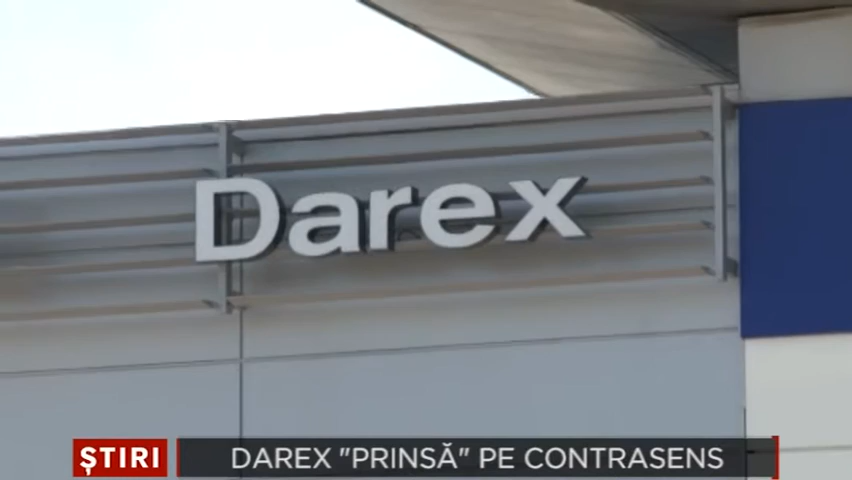 Darex
ȘTIRI
DAREX "PRINSĂ" PE CONTRASENS